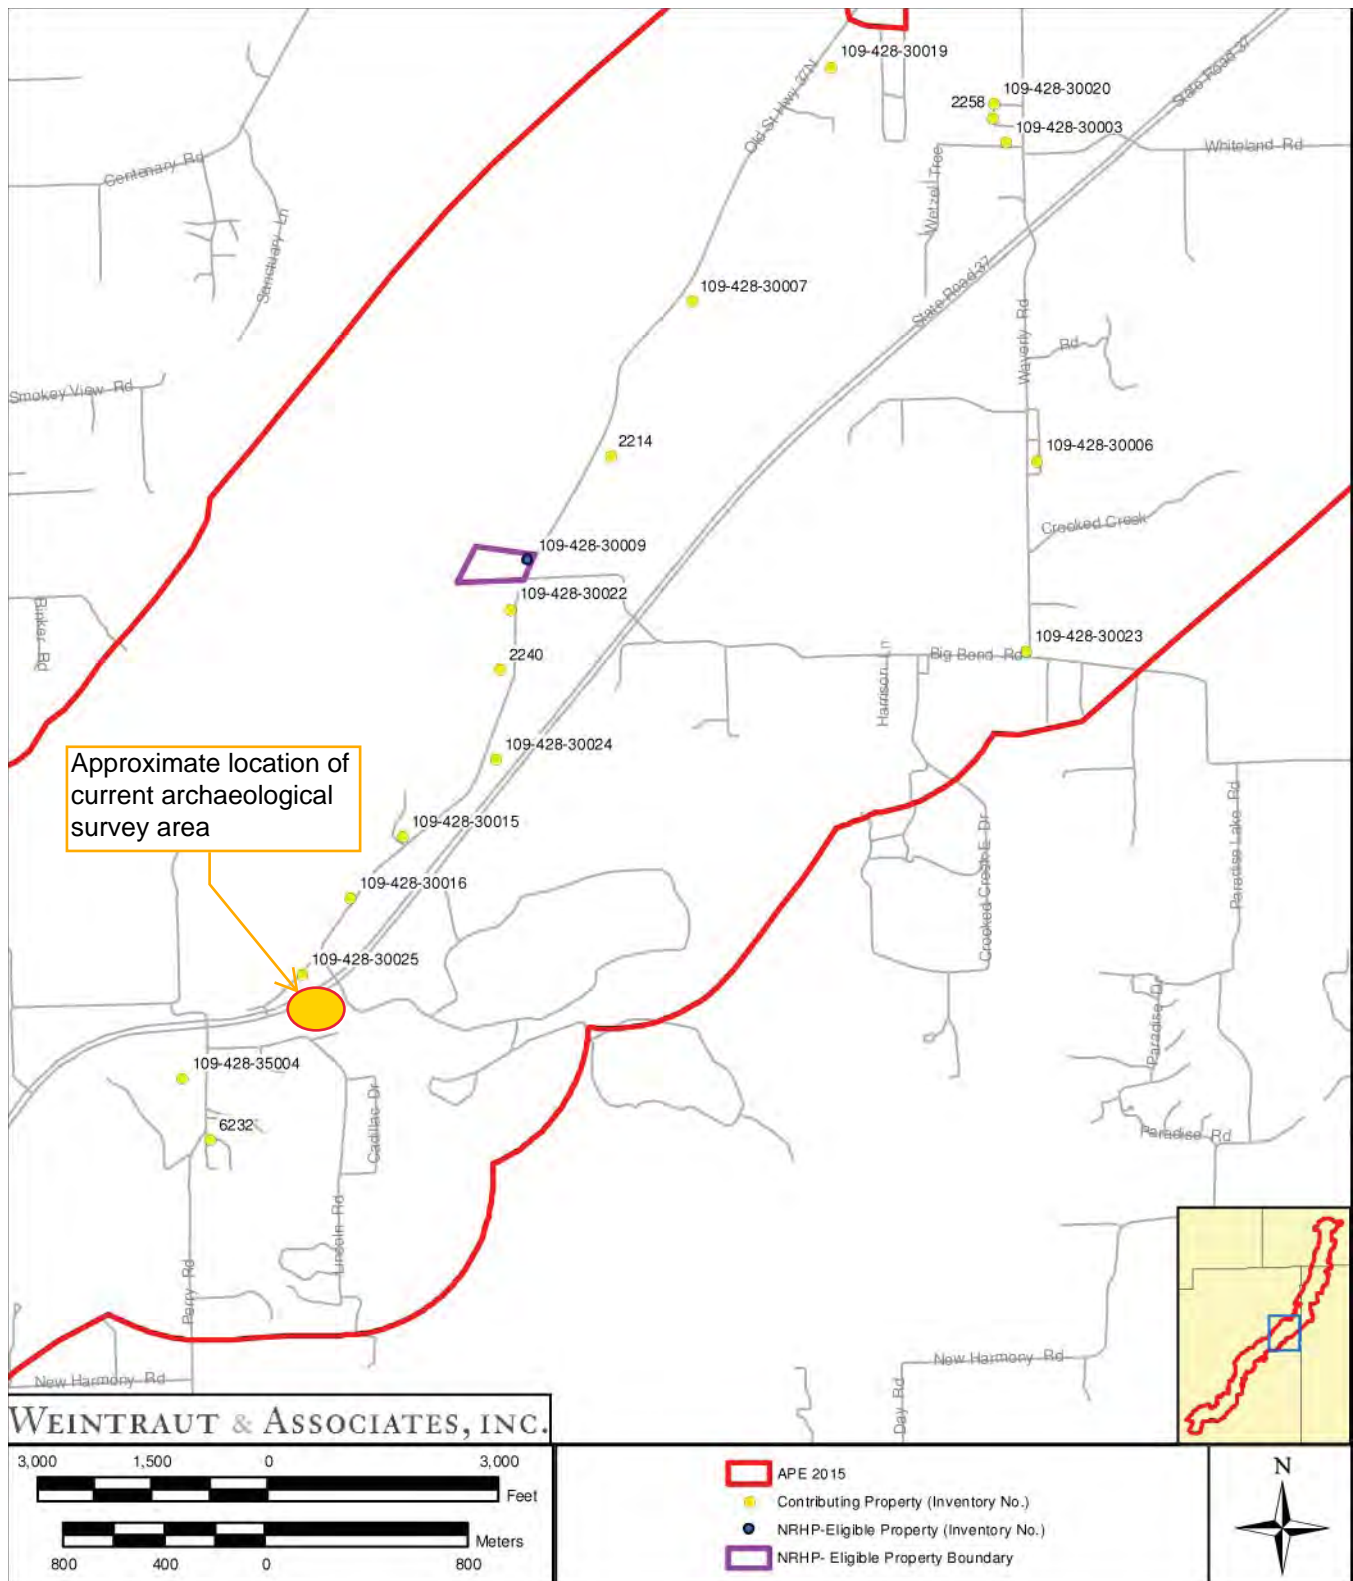 109-428-30019
Old St Hwy 37N
State Road 37
109-428-30020
2258
109-428-30003
Whiteland Rd
Wetzel Tree
Centenary Rd
Sanctuary Ln
109-428-30007
State Road 37
Waverly Rd
Rd
Smokey View Rd
2214
109-428-30006
Crooked Creek
109-428-30009
109-428-30022
Binker Rd
2240
109-428-30023
Big Bend Rd
Harrison Ln
109-428-30024
Approximate location of
current archaeological
survey area
109-428-30015
Crooked Creek E Dr
Paradise Lake Rd
109-428-30016
109-428-30025
Paradise Dr
109-428-35004
6232
Cadillac Dr
Paradise Rd
Lincoln Rd
Perry Rd
New Harmony Rd
New Harmony Rd
Day Rd
WEINTRAUT & ASSOCIATES, INC.
3,000 1,500 0 3,000
Feet
Meters
800 400 0 800
APE 2015
Contributing Property (Inventory No.)
NRHP-Eligible Property (Inventory No.)
NRHP- Eligible Property Boundary
N